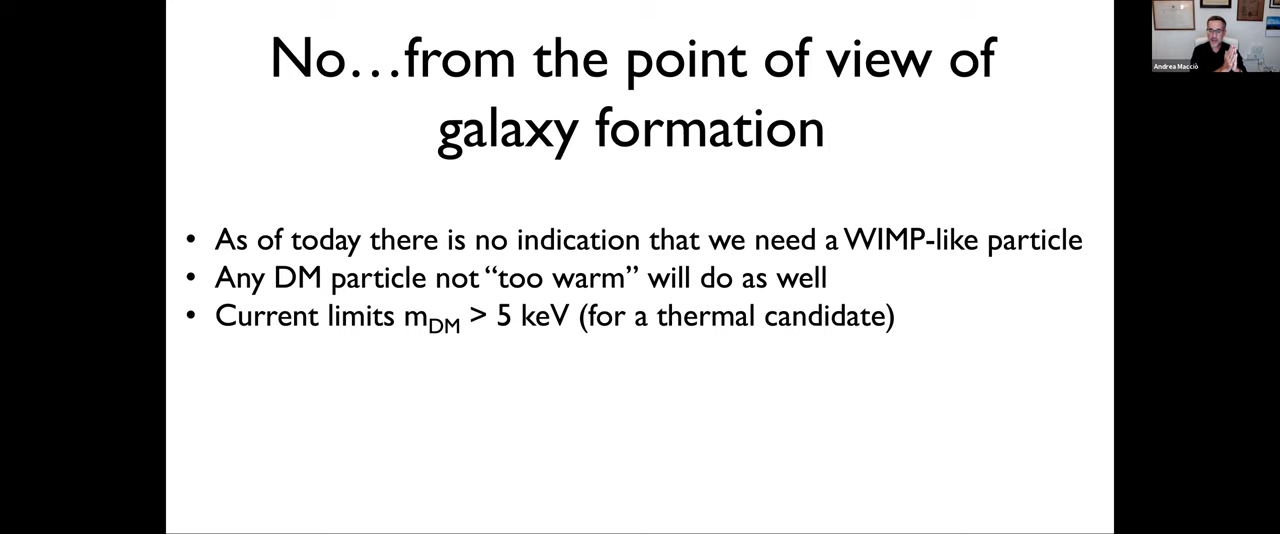 No…from the point of view of
galaxy formation
• As of today there is no indication that we need a WIMP-like particle
• Any DM particle not “too warm” will do as well
• Current limits mDM > 5 keV (for a thermal candidate)
Andrea Macciò